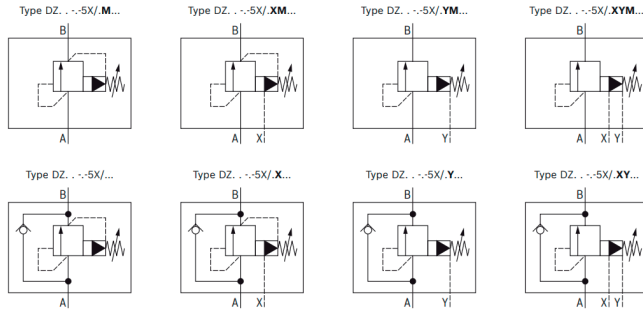 Type DZ. . -.-5X/.M...
Type DZ. . -.-5X/.XM...
Type DZ. . -.-5X/.YM...
Type DZ. . -.-5X/.XYM...
B
B
B
B
A
A X
A Y
A X Y
Type DZ. . -.-5X/...
Type DZ. . -.-5X/.X...
Type DZ. . -.-5X/.Y...
Type DZ. . -.-5X/.XY...
B
B
B
B
A
A X
A Y
A X Y